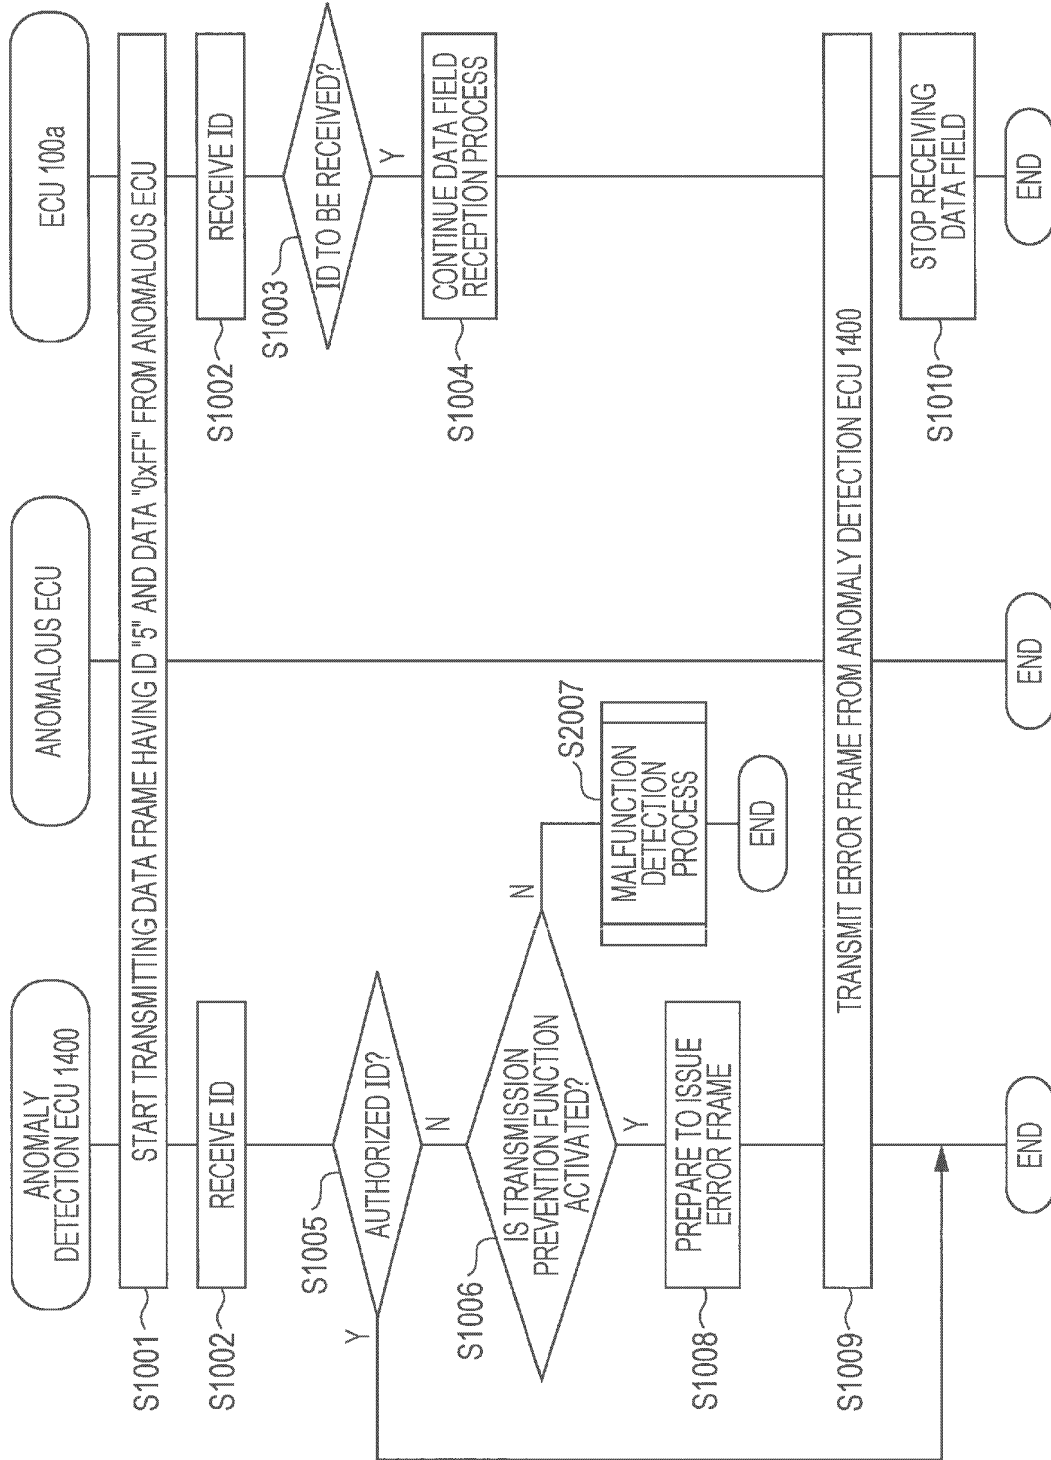 ANOMALY
DETECTION ECU 1400
ANOMALOUS ECU
ECU 100a
S1001
START TRANSMITTING DATA FRAME HAVING ID "5" AND DATA "0xFF" FROM ANOMALOUS ECU
S1002
RECEIVE ID
S1002
RECEIVE ID
S1003
ID TO BE RECEIVED?
Y
S1004
CONTINUE DATA FIELD
RECEPTION PROCESS
S1005
AUTHORIZED ID?
Y
N
S1006
IS TRANSMISSION
PREVENTION FUNCTION
ACTIVATED?
N
Y
S2007
MALFUNCTION
DETECTION
PROCESS
END
S1008
PREPARE TO ISSUE
ERROR FRAME
S1009
TRANSMIT ERROR FRAME FROM ANOMALY DETECTION ECU 1400
S1010
STOP RECEIVING
DATA FIELD
END
END
END